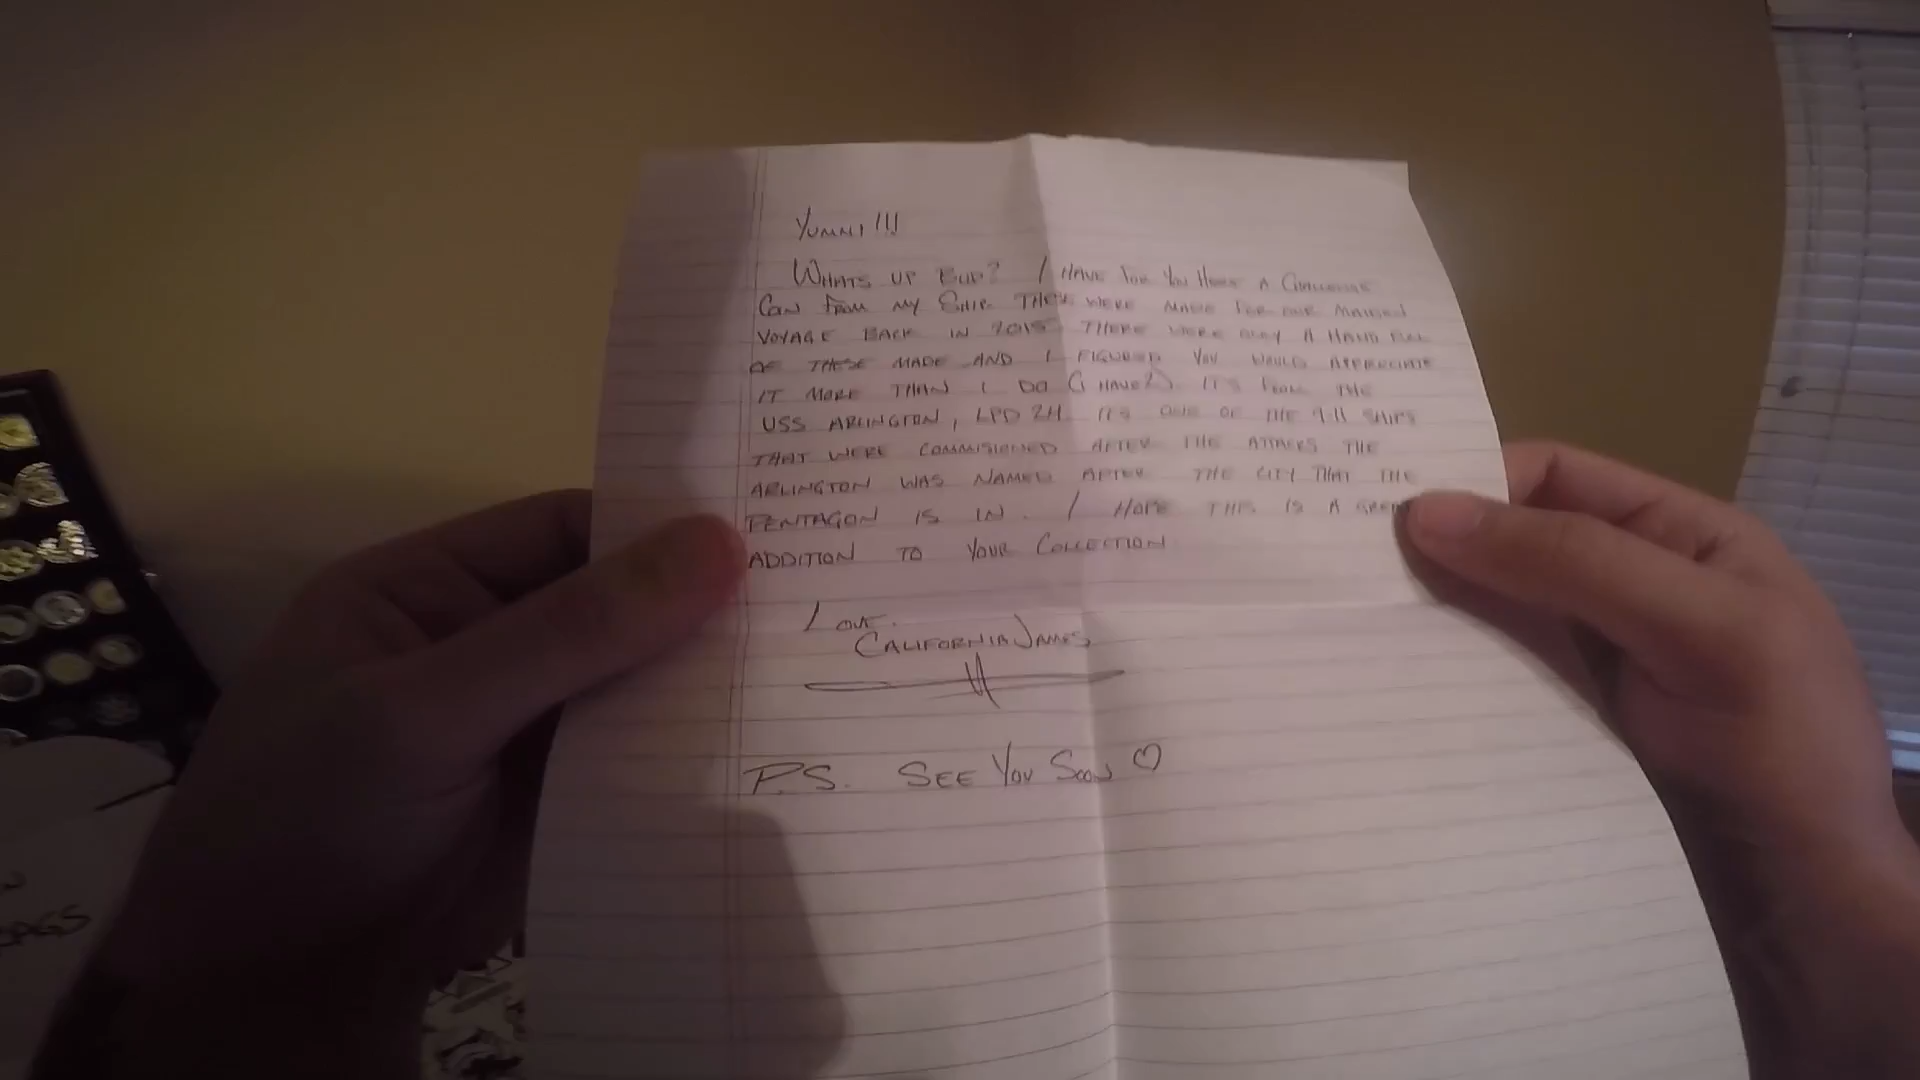 YUMMI!!!
WHATS UP BUD? I HAVE FOR YOU HERE A CHALLENGE
COIN FROM MY SHIP. THEY WERE MADE FOR OUR MAIDEN
VOYAGE BACK IN 2015 THERE WERE ONLY A HAND FULL
OF THESE MADE AND I FIGURED YOU WOULD APPRECIATE
IT MORE THAN I DO (I HAVE 2). IT'S FROM THE
USS ARLINGTON, LPD 24. IT'S ONE OF THE 9-11 SHIPS
THAT WERE COMMISIONED AFTER THE ATTACKS THE
ARLINGTON WAS NAMED AFTER THE CITY THAT THE
PENTAGON IS IN. I HOPE THIS IS A GREAT
ADDITION TO YOUR COLLECTION
LOVE.
CALIFORNIA JAMES
P.S. SEE YOU SOON ♡